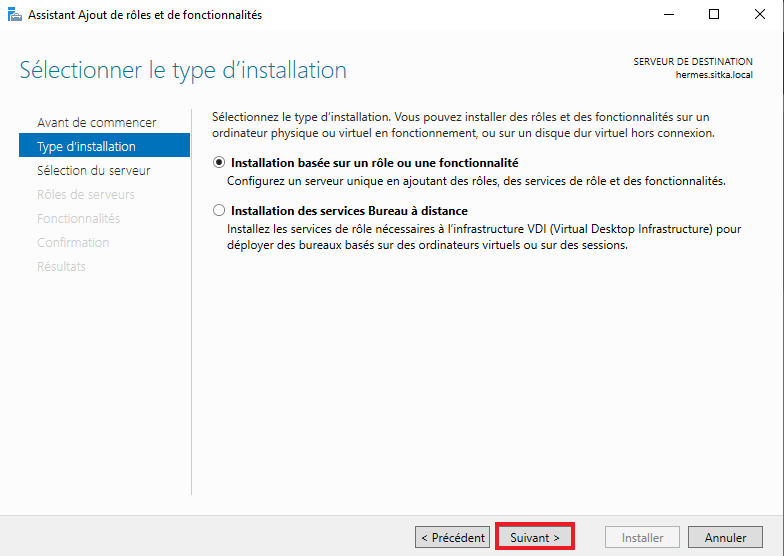 Assistant Ajout de rôles et de fonctionnalités
Sélectionner le type d’installation
SERVEUR DE DESTINATION
hermes.sitka.local
Avant de commencer
Type d’installation
Sélection du serveur
Rôles de serveurs
Fonctionnalités
Confirmation
Résultats
Sélectionnez le type d’installation. Vous pouvez installer des rôles et des fonctionnalités sur un
ordinateur physique ou virtuel en fonctionnement, ou sur un disque dur virtuel hors connexion.
Installation basée sur un rôle ou une fonctionnalité
Configurez un serveur unique en ajoutant des rôles, des services de rôle et des fonctionnalités.
Installation des services Bureau à distance
Installez les services de rôle nécessaires à l’infrastructure VDI (Virtual Desktop Infrastructure) pour
déployer des bureaux basés sur des ordinateurs virtuels ou sur des sessions.
< Précédent
Suivant >
Installer
Annuler